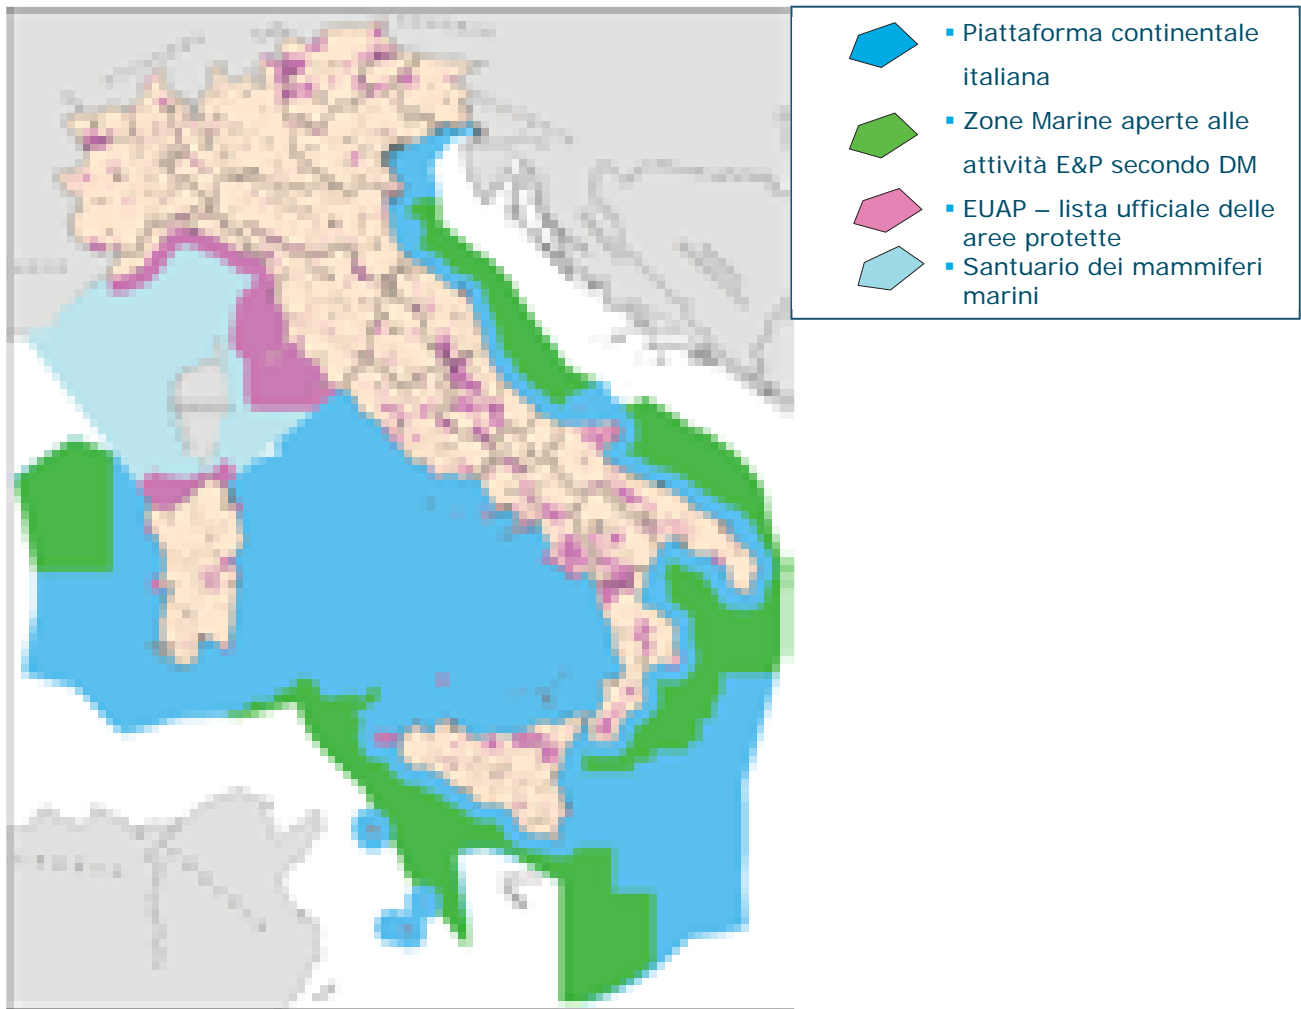 ▪ Piattaforma continentale
italiana
▪ Zone Marine aperte alle
attività E&P secondo DM
▪ EUAP – lista ufficiale delle
aree protette
▪ Santuario dei mammiferi
marini